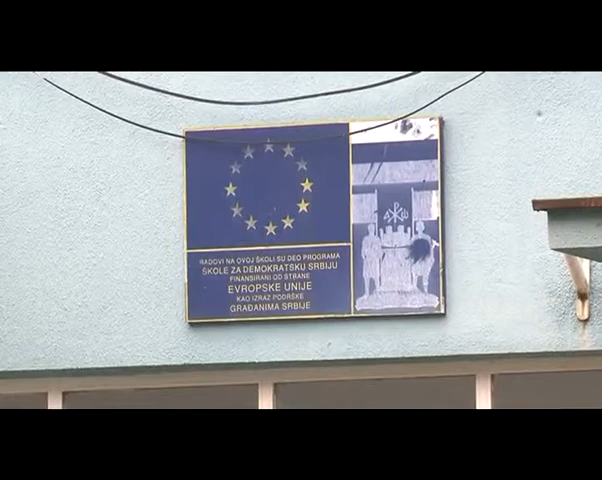 RADOVI NA OVOJ ŠKOLI SU DEO PROGRAMA
ŠKOLE ZA DEMOKRATSKU SRBIJU
FINANSIRANI OD STRANE
EVROPSKE UNIJE
KAO IZRAZ PODRŠKE
GRAĐANIMA SRBIJE